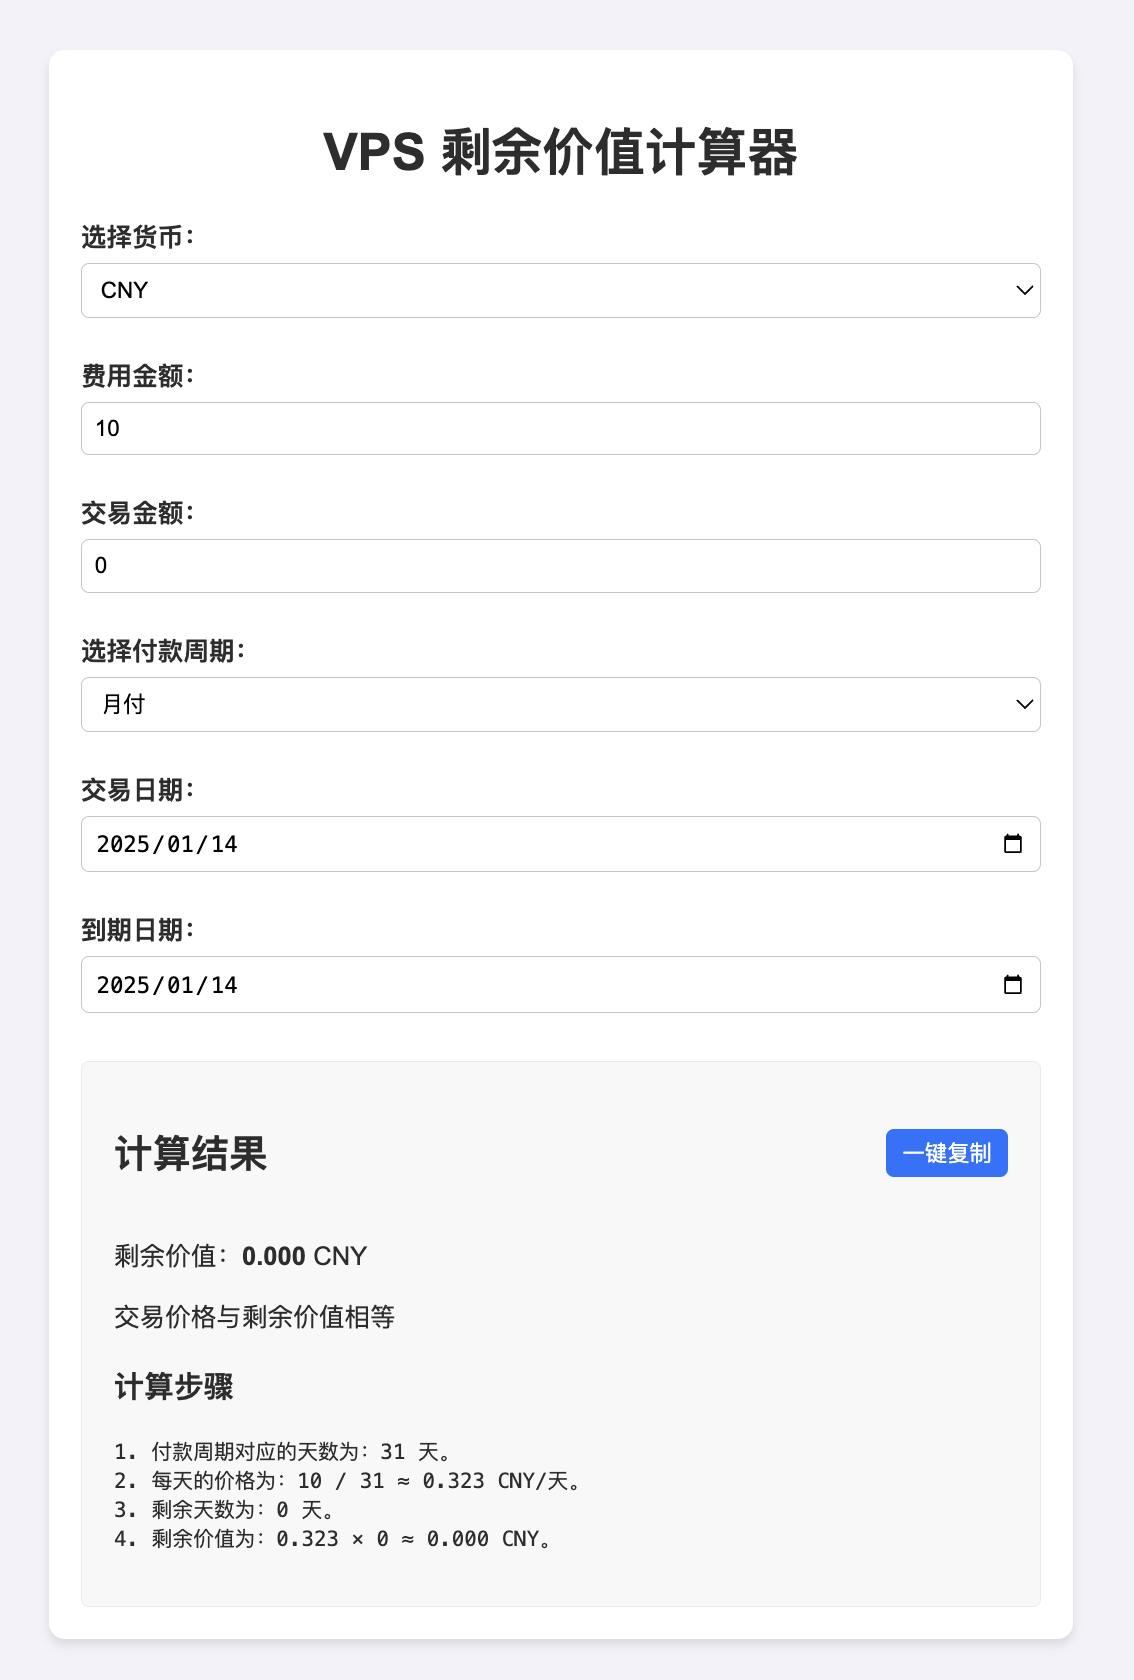 VPS 剩余价值计算器
选择货币：
CNY
费用金额：
10
交易金额：
0
选择付款周期：
月付
交易日期：
2025/01/14
到期日期：
2025/01/14
计算结果
一键复制
剩余价值：0.000 CNY
交易价格与剩余价值相等
计算步骤
1. 付款周期对应的天数为：31 天。
2. 每天的价格为：10 / 31 ≈ 0.323 CNY/天。
3. 剩余天数为：0 天。
4. 剩余价值为：0.323 × 0 ≈ 0.000 CNY。